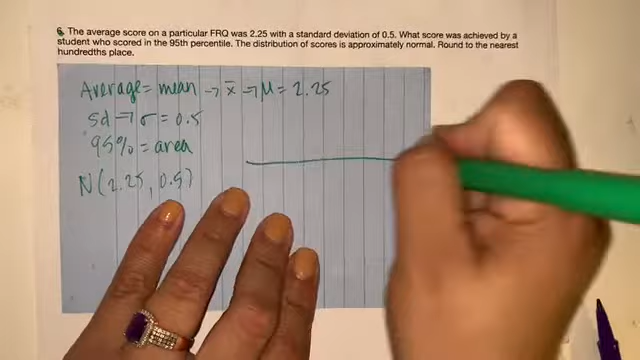 6. The average score on a particular FRQ was 2.25 with a standard deviation of 0.5. What score was achieved by a
student who scored in the 95th percentile. The distribution of scores is approximately normal. Round to the nearest
hundredths place.
Average = mean → x̄ → μ = 2.25
sd → σ = 0.5
95% = area
N(2.25, 0.5)